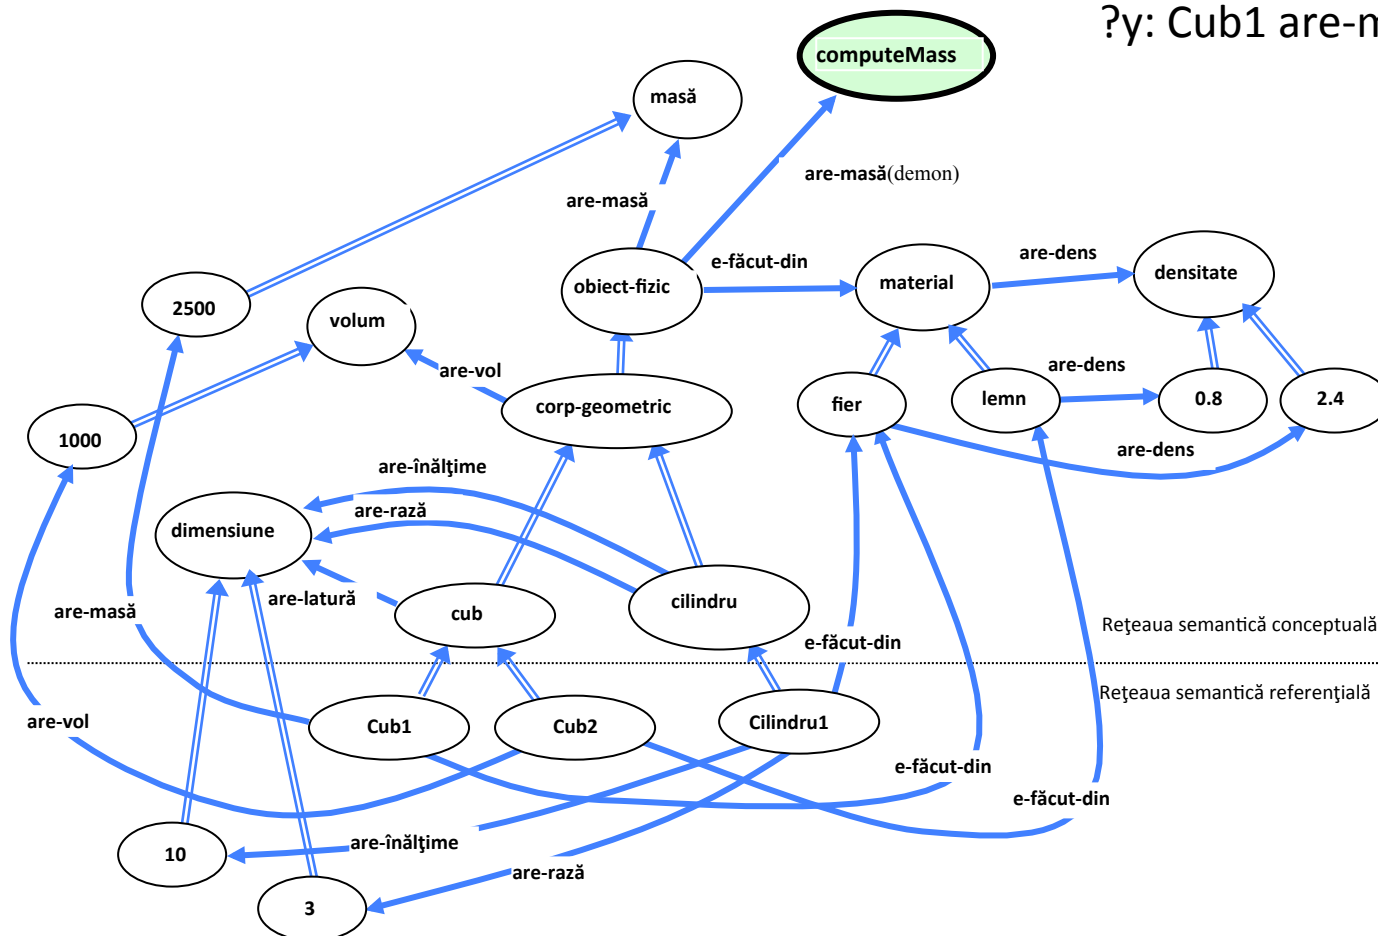 ?y: Cub1 are-m
computeMass
masă
are-masă(demon)
are-masă
e-făcut-din
are-dens
obiect-fizic
material
densitate
2500
volum
are-vol
are-dens
corp-geometric
fier
lemn
0.8
2.4
1000
are-dens
are-înălţime
are-rază
dimensiune
are-latură
are-masă
cub
cilindru
e-făcut-din
Reţeaua semantică conceptuală
Reţeaua semantică referenţială
are-vol
Cub1
Cub2
Cilindru1
e-făcut-din
e-făcut-din
10
are-înălţime
are-rază
3